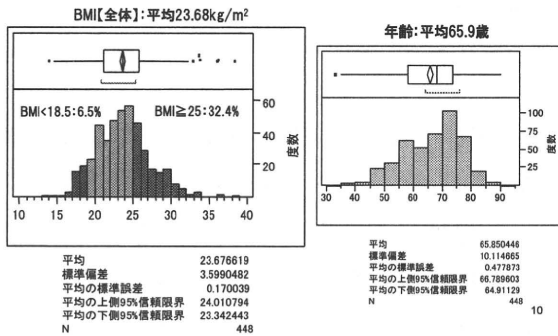 BMI【全体】:平均23.68kg/m²
BMI<18.5:6.5%
BMI≧25:32.4%
60
40
20
度数
10 15 20 25 30 35 40
平均 23.676619
標準偏差 3.5990482
平均の標準誤差 0.170039
平均の上側95%信頼限界 24.010794
平均の下側95%信頼限界 23.342443
N 448
年齢:平均65.9歳
100
75
50
25
度数
30 40 50 60 70 80 90
平均 65.850446
標準偏差 10.114665
平均の標準誤差 0.477873
平均の上側95%信頼限界 66.789603
平均の下側95%信頼限界 64.91129
N 448
10